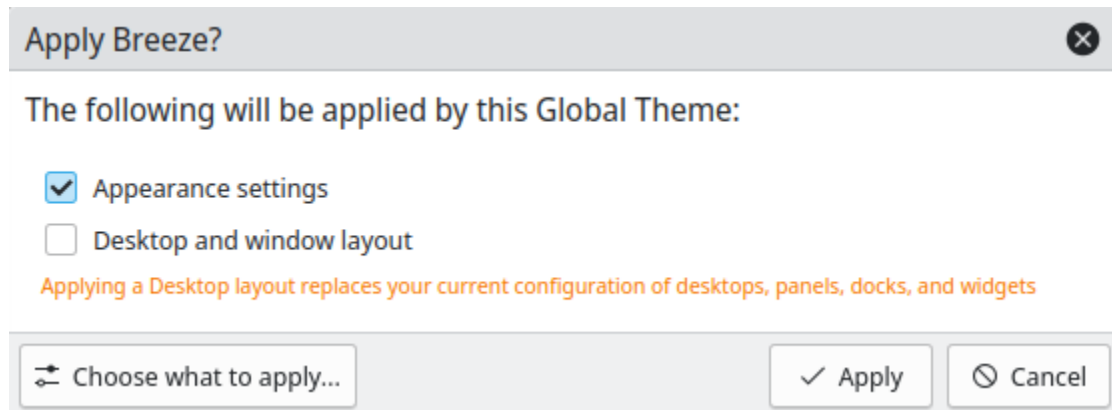 Apply Breeze?
The following will be applied by this Global Theme:
Appearance settings
Desktop and window layout
Applying a Desktop layout replaces your current configuration of desktops, panels, docks, and widgets
Choose what to apply...
Apply
Cancel